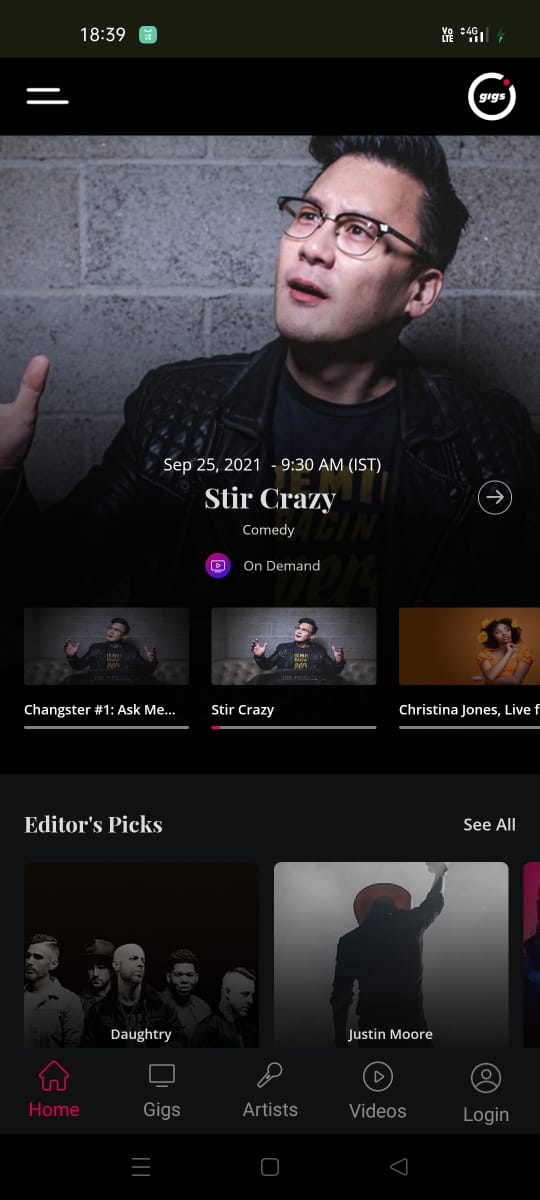 18:39
Vo LTE 4G
gigs
Sep 25, 2021 - 9:30 AM (IST)
Stir Crazy
Comedy
On Demand
Changster #1: Ask Me...
Stir Crazy
Christina Jones, Live f
Editor's Picks
See All
Daughtry
Justin Moore
Home
Gigs
Artists
Videos
Login